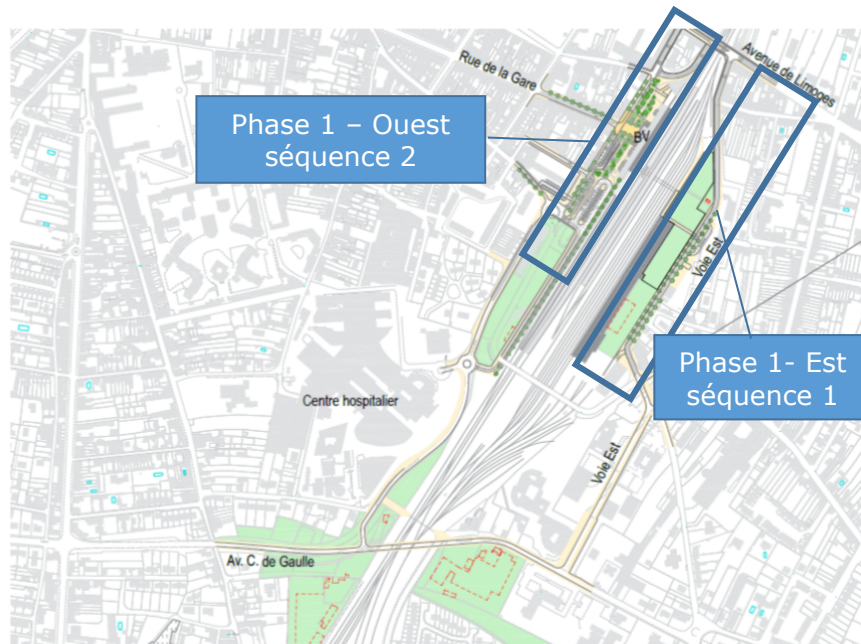 Rue de la Gare
Avenue de Limoges
Phase 1 – Ouest
séquence 2
BV
Voie Est
Phase 1- Est
séquence 1
Centre hospitalier
Voie Est
Av. C. de Gaulle